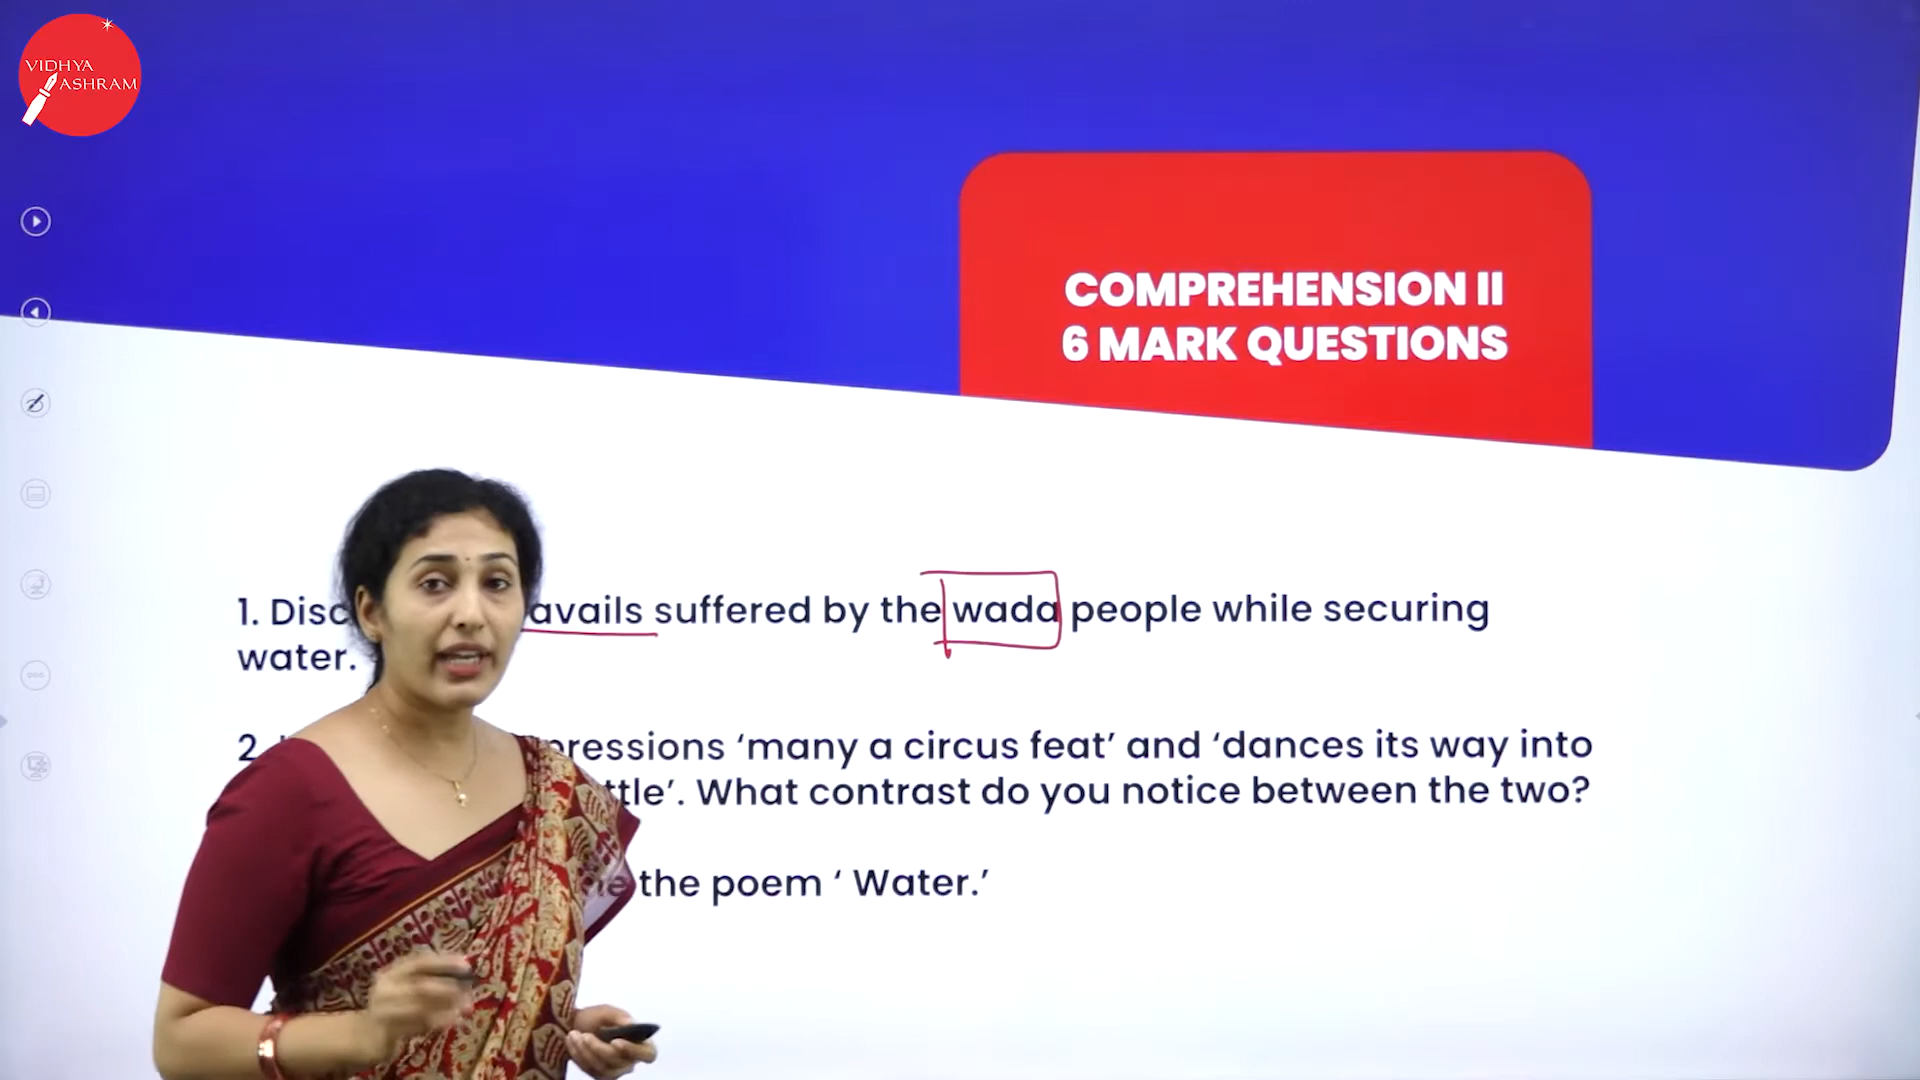 VIDHYA
ASHRAM
COMPREHENSION II
6 MARK QUESTIONS
1. Disc avails suffered by the wada people while securing
water.
2. pressions ‘many a circus feat’ and ‘dances its way into
ttle’. What contrast do you notice between the two?
the poem ‘ Water.’